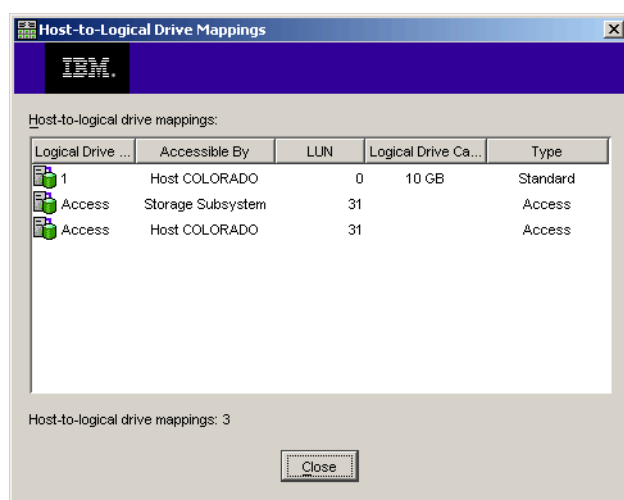 Host-to-Logical Drive Mappings
IBM.
Host-to-logical drive mappings:
Logical Drive ... Accessible By LUN Logical Drive Ca... Type
1 Host COLORADO 0 10 GB Standard
Access Storage Subsystem 31 Access
Access Host COLORADO 31 Access
Host-to-logical drive mappings: 3
Close